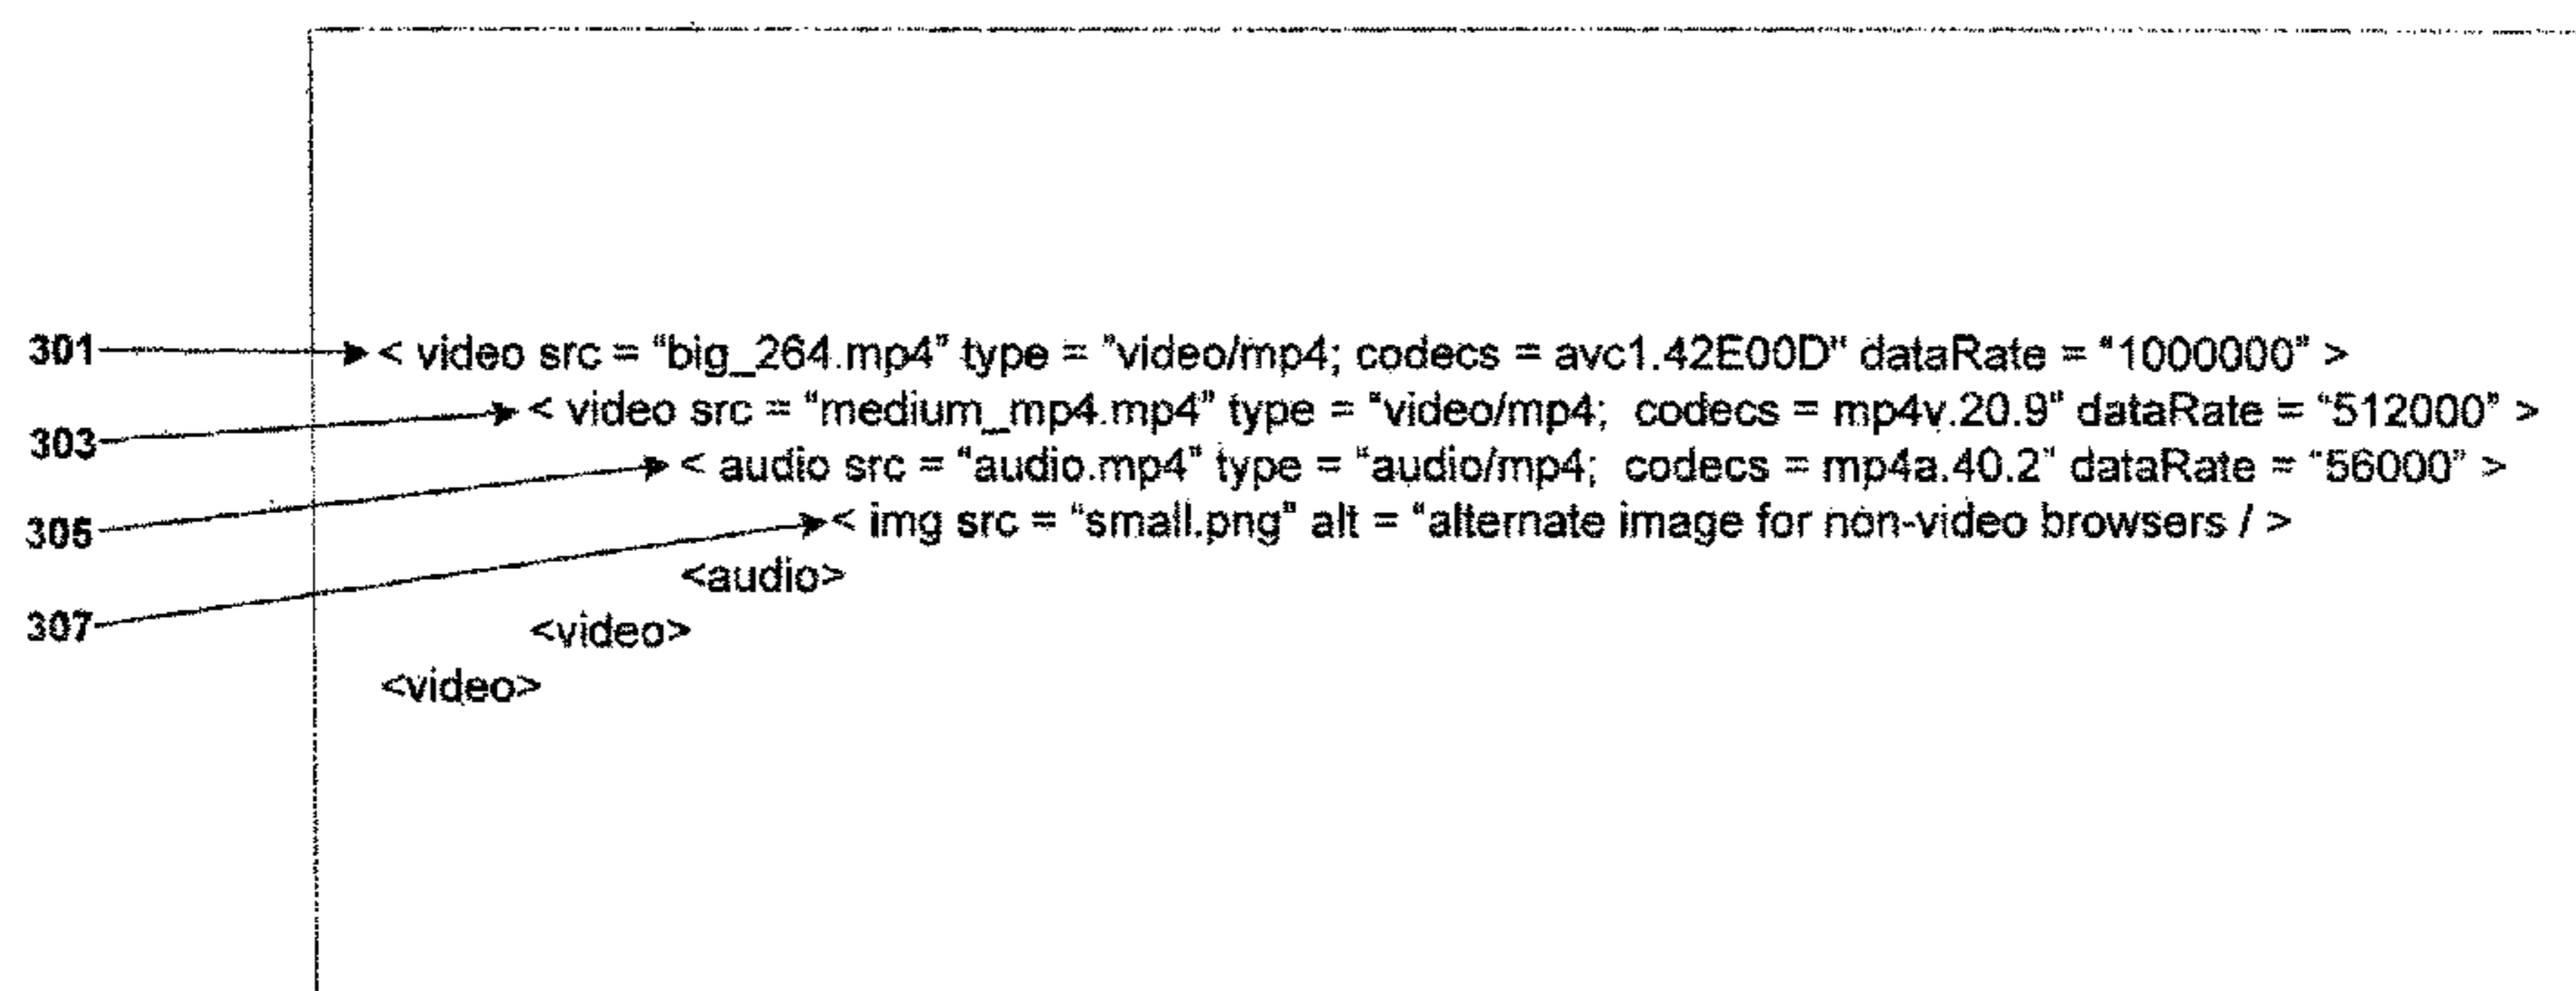 301 < video src = "big_264.mp4" type = "video/mp4; codecs = avc1.42E00D" dataRate = "1000000" >
303 < video src = "medium_mp4.mp4" type = "video/mp4; codecs = mp4v.20.9" dataRate = "512000" >
305 < audio src = "audio.mp4" type = "audio/mp4; codecs = mp4a.40.2" dataRate = "56000" >
307 < img src = "small.png" alt = "alternate image for non-video browsers / >
<audio>
<video>
<video>